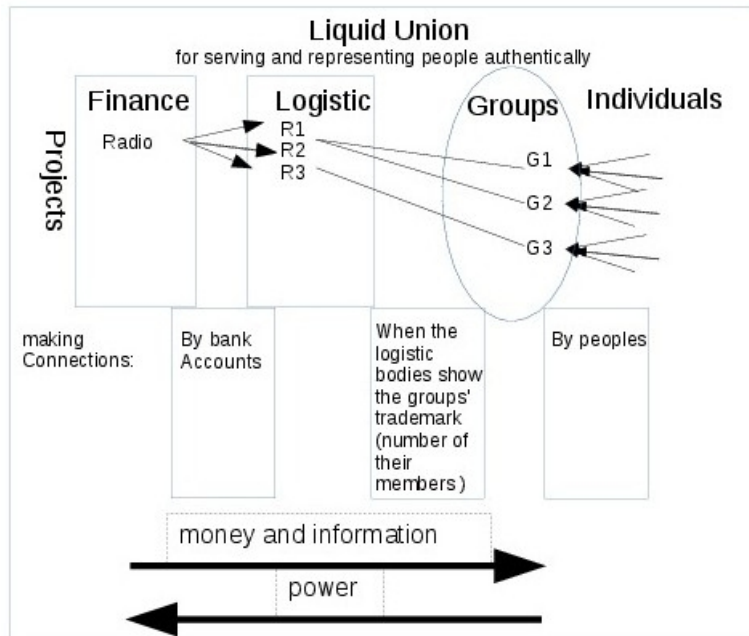 Liquid Union
for serving and representing people authentically
Finance
Logistic
Groups
Individuals
Projects
Radio
R1
R2
R3
G1
G2
G3
making
Connections:
By bank
Accounts
When the
logistic
bodies show
the groups'
trademark
(number of
their
members )
By peoples
money and information
power